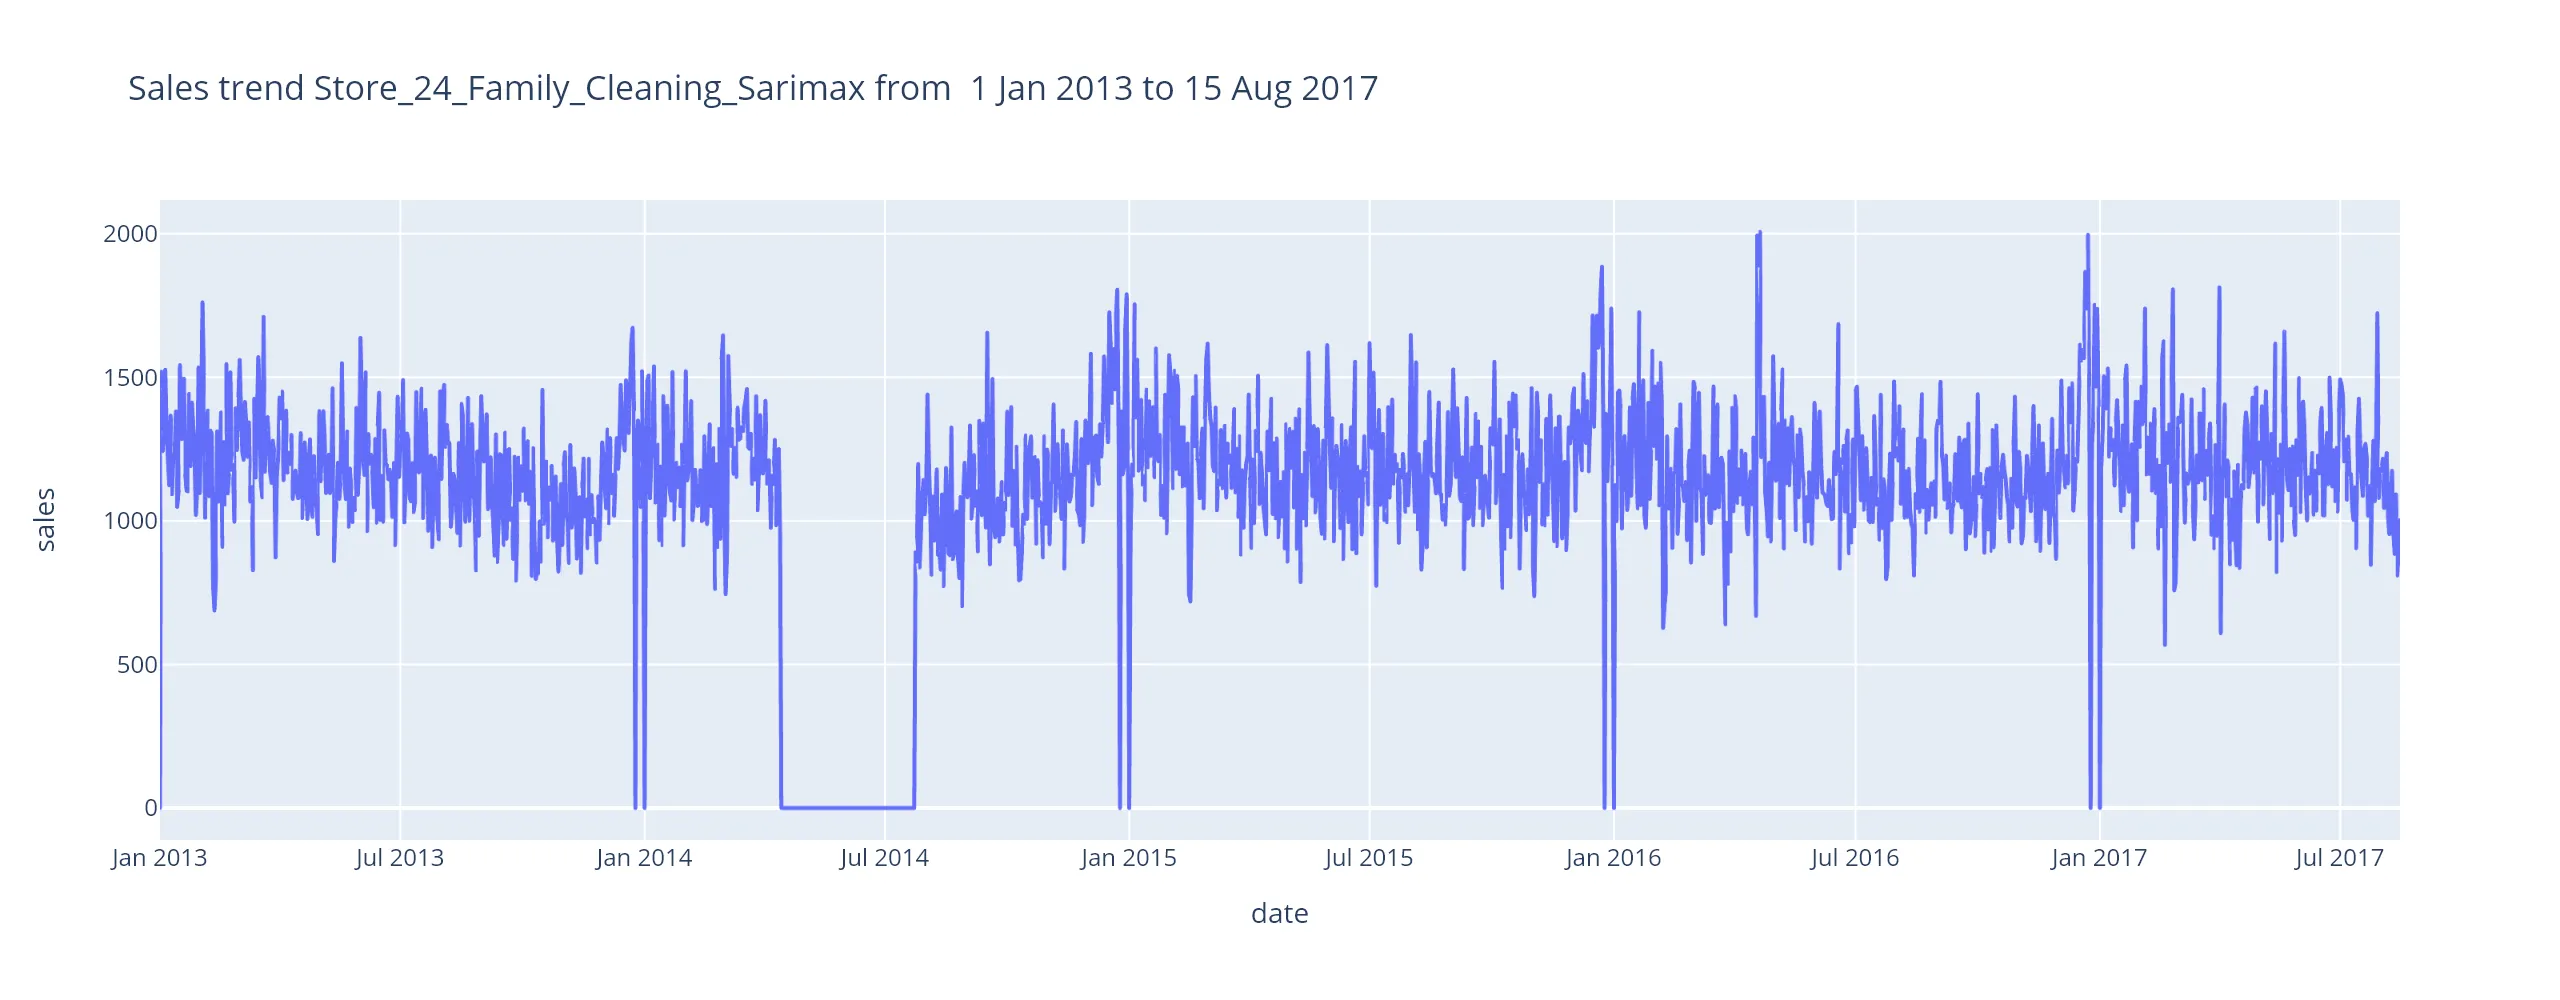 Sales trend Store_24_Family_Cleaning_Sarimax from  1 Jan 2013 to 15 Aug 2017
2000
1500
1000
500
0
sales
Jan 2013 Jul 2013 Jan 2014 Jul 2014 Jan 2015 Jul 2015 Jan 2016 Jul 2016 Jan 2017 Jul 2017
date